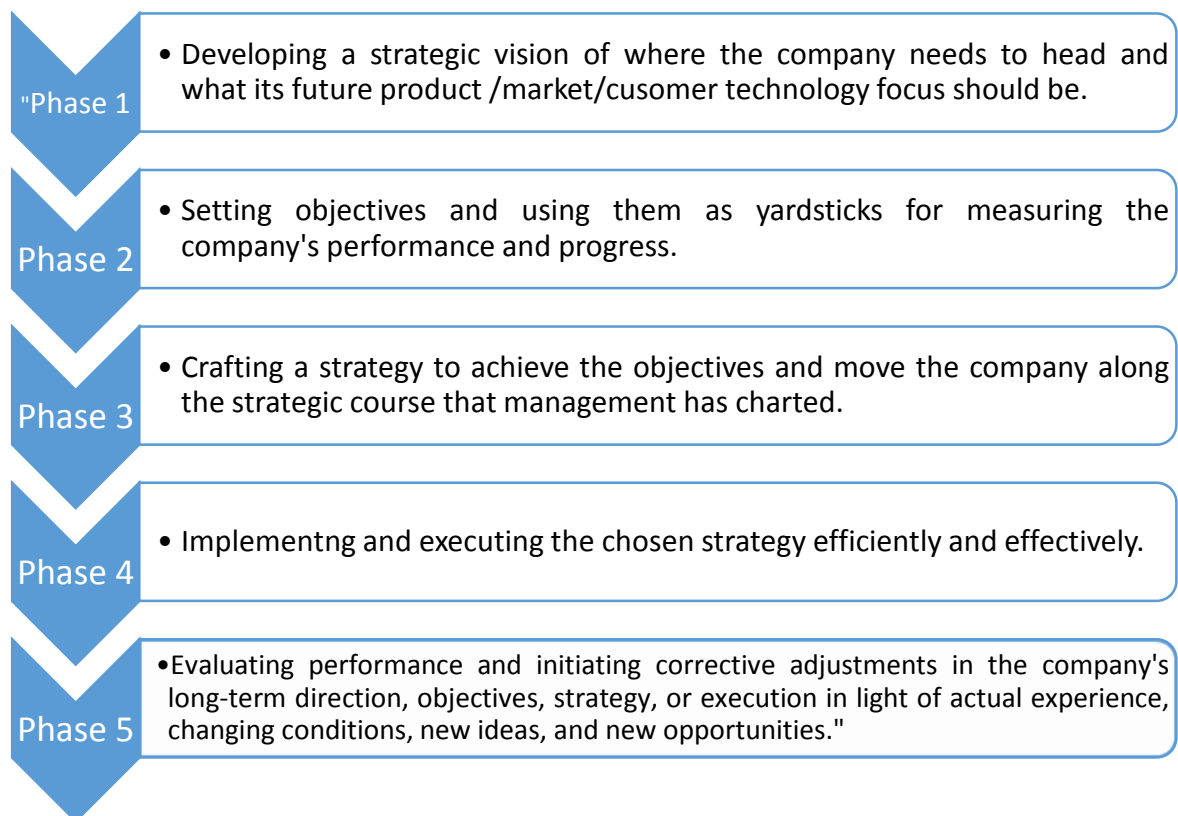 "Phase 1
• Developing a strategic vision of where the company needs to head and
what its future product /market/cusomer technology focus should be.
Phase 2
• Setting objectives and using them as yardsticks for measuring the
company's performance and progress.
Phase 3
• Crafting a strategy to achieve the objectives and move the company along
the strategic course that management has charted.
Phase 4
• Implementng and executing the chosen strategy efficiently and effectively.
Phase 5
•Evaluating performance and initiating corrective adjustments in the company's
long-term direction, objectives, strategy, or execution in light of actual experience,
changing conditions, new ideas, and new opportunities."